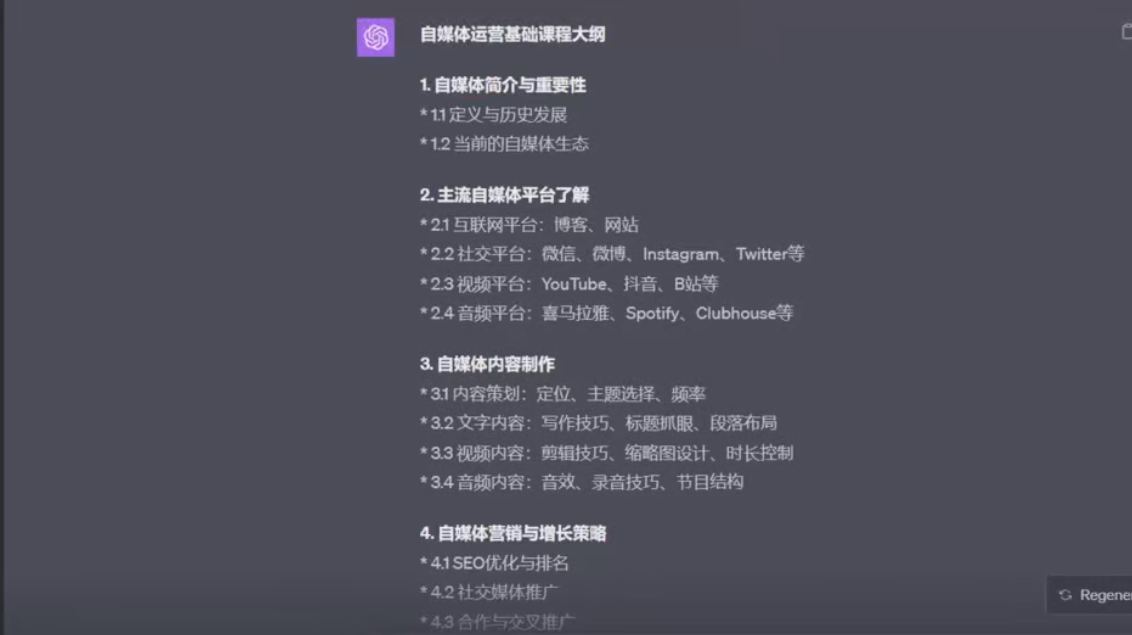 自媒体运营基础课程大纲
1. 自媒体简介与重要性
* 1.1 定义与历史发展
* 1.2 当前的自媒体生态
2. 主流自媒体平台了解
* 2.1 互联网平台：博客、网站
* 2.2 社交平台：微信、微博、Instagram、Twitter等
* 2.3 视频平台：YouTube、抖音、B站等
* 2.4 音频平台：喜马拉雅、Spotify、Clubhouse等
3. 自媒体内容制作
* 3.1 内容策划：定位、主题选择、频率
* 3.2 文字内容：写作技巧、标题抓眼、段落布局
* 3.3 视频内容：剪辑技巧、缩略图设计、时长控制
* 3.4 音频内容：音效、录音技巧、节目结构
4. 自媒体营销与增长策略
* 4.1 SEO优化与排名
* 4.2 社交媒体推广
Regener
* 4.3 合作与交叉推广